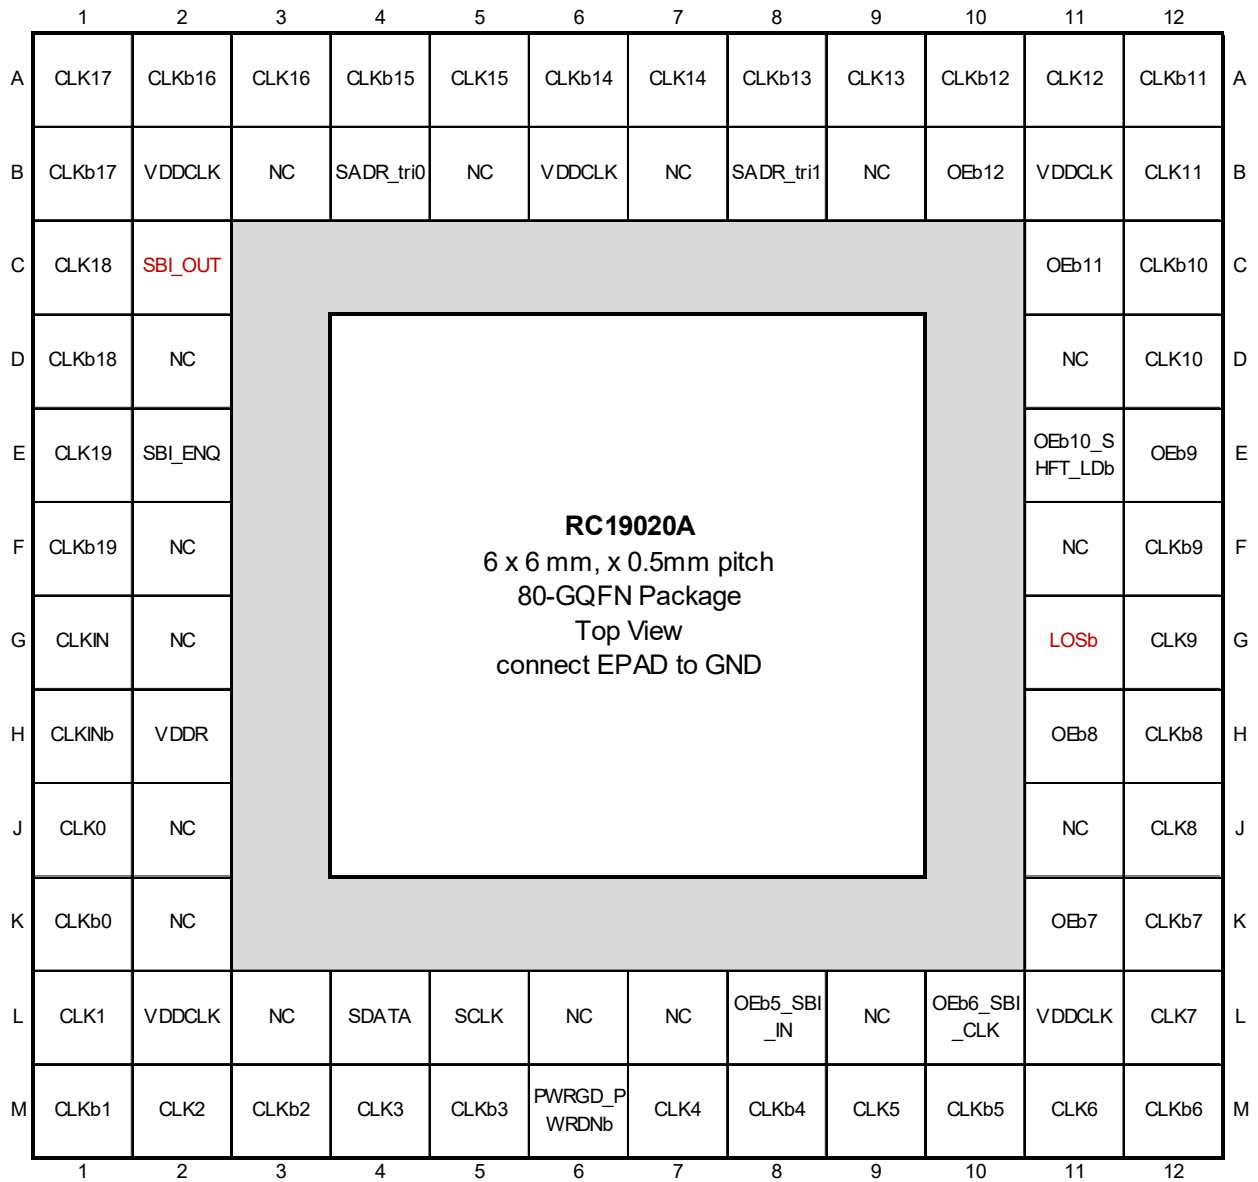 1 2 3 4 5 6 7 8 9 10 11 12
A CLK17 CLKb16 CLK16 CLKb15 CLK15 CLKb14 CLK14 CLKb13 CLK13 CLKb12 CLK12 CLKb11 A
B CLKb17 VDDCLK NC SADR_tri0 NC VDDCLK NC SADR_tri1 NC OEb12 VDDCLK CLK11 B
C CLK18 SBI_OUT OEb11 CLKb10 C
D CLKb18 NC NC CLK10 D
E CLK19 SBI_ENQ OEb10_S
HFT_LDb OEb9 E
RC19020A
F CLKb19 NC NC CLKb9 F
6 x 6 mm, x 0.5mm pitch
80-GQFN Package
Top View
G CLKIN NC LOSb CLK9 G
connect EPAD to GND
H CLKINb VDDR OEb8 CLKb8 H
J CLK0 NC NC CLK8 J
K CLKb0 NC OEb7 CLKb7 K
L CLK1 VDDCLK NC SDATA SCLK NC NC OEb5_SBI
_IN NC OEb6_SBI
_CLK VDDCLK CLK7 L
M CLKb1 CLK2 CLKb2 CLK3 CLKb3 PWRGD_P
WRDNb CLK4 CLKb4 CLK5 CLKb5 CLK6 CLKb6 M
1 2 3 4 5 6 7 8 9 10 11 12